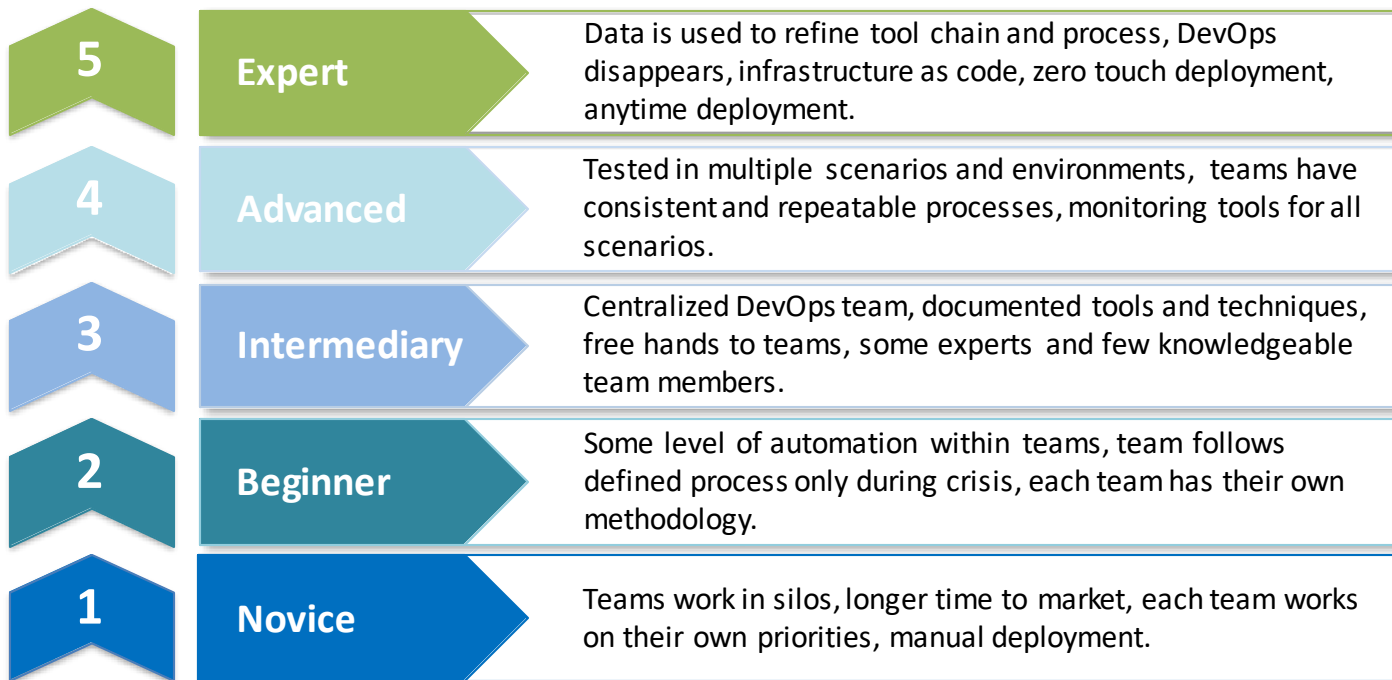 5
Expert
Data is used to refine tool chain and process, DevOps
disappears, infrastructure as code, zero touch deployment,
anytime deployment.
4
Advanced
Tested in multiple scenarios and environments, teams have
consistent and repeatable processes, monitoring tools for all
scenarios.
3
Intermediary
Centralized DevOps team, documented tools and techniques,
free hands to teams, some experts and few knowledgeable
team members.
2
Beginner
Some level of automation within teams, team follows
defined process only during crisis, each team has their own
methodology.
1
Novice
Teams work in silos, longer time to market, each team works
on their own priorities, manual deployment.